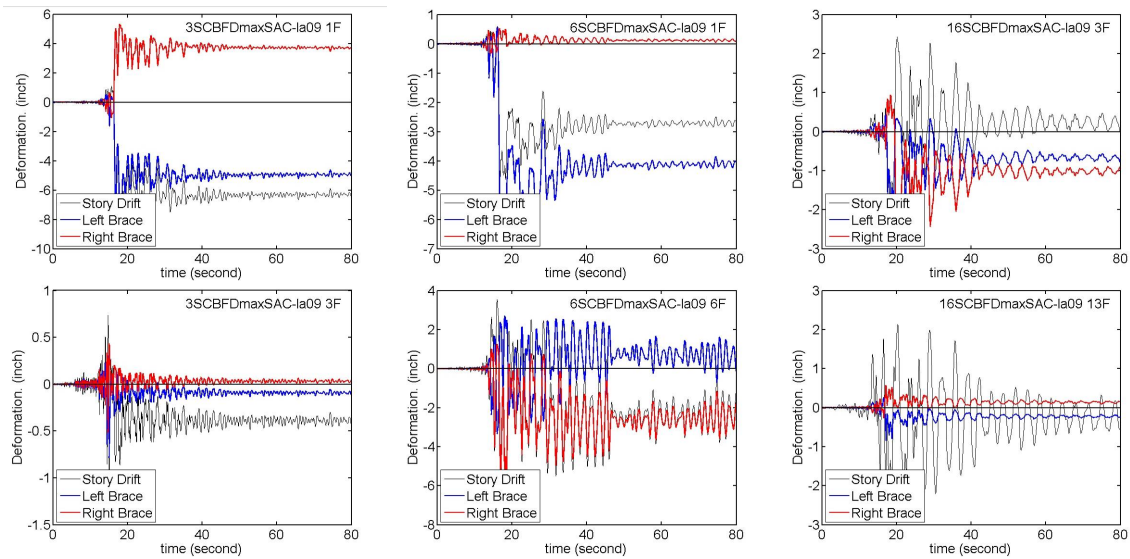 3SCBFDmaxSAC-la09 1F
Deformation. (inch)
6
4
2
0
-2
-4
-6
-8
-10
Story Drift
Left Brace
Right Brace
0 20 40 60 80
time (second)
6SCBFDmaxSAC-la09 1F
Deformation. (inch)
1
0
-1
-2
-3
-4
-5
-6
-7
Story Drift
Left Brace
Right Brace
0 20 40 60 80
time (second)
16SCBFDmaxSAC-la09 3F
Deformation. (inch)
3
2
1
0
-1
-2
-3
Story Drift
Left Brace
Right Brace
0 20 40 60 80
time (second)
3SCBFDmaxSAC-la09 3F
Deformation. (inch)
1
0.5
0
-0.5
-1
-1.5
Story Drift
Left Brace
Right Brace
0 20 40 60 80
time (second)
6SCBFDmaxSAC-la09 6F
Deformation. (inch)
4
2
0
-2
-4
-6
-8
Story Drift
Left Brace
Right Brace
0 20 40 60 80
time (second)
16SCBFDmaxSAC-la09 13F
Deformation. (inch)
3
2
1
0
-1
-2
-3
Story Drift
Left Brace
Right Brace
0 20 40 60 80
time (second)